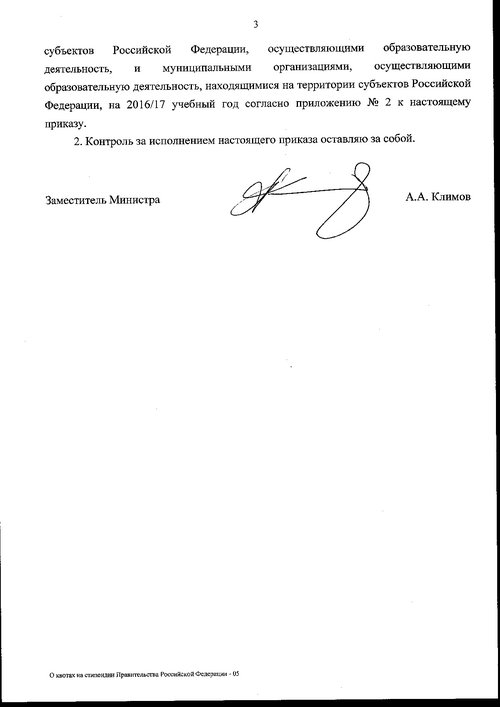 3
субъектов Российской Федерации, осуществляющими образовательную
деятельность, и муниципальными организациями, осуществляющими
образовательную деятельность, находящимися на территории субъектов Российской
Федерации, на 2016/17 учебный год согласно приложению № 2 к настоящему
приказу.
2. Контроль за исполнением настоящего приказа оставляю за собой.
Заместитель Министра А.А. Климов
О квотах на стипендии Правительства Российской Федерации - 05